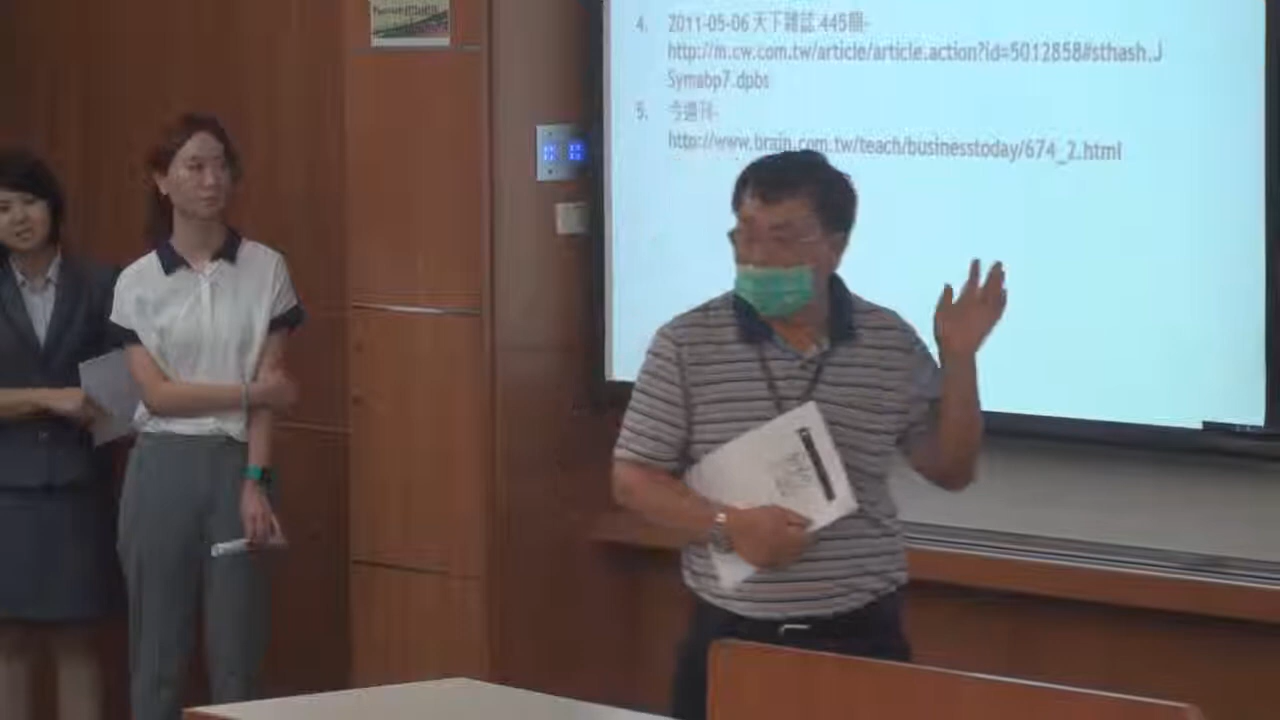 4. 2011-05-06 天下雜誌 445期-
http://m.cw.com.tw/article/article.action?id=5012858#sthash.J
Symabp7.dpbs
5. 今週刊-
http://www.brain.com.tw/teach/businesstoday/674_2.html